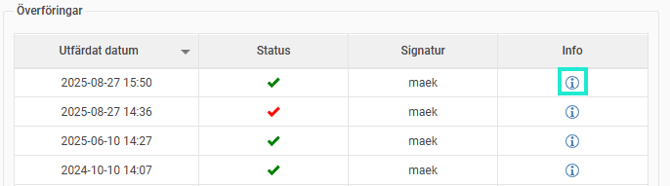 Överföringar
Utfärdat datum Status Signatur Info
2025-08-27 15:50 maek
2025-08-27 14:36 maek
2025-06-10 14:27 maek
2024-10-10 14:07 maek